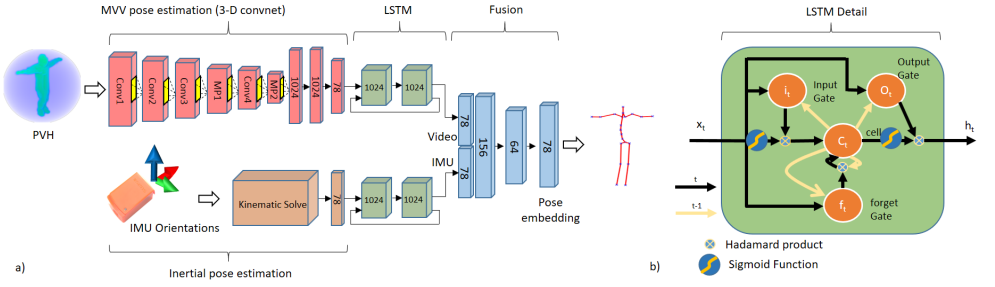 MVV pose estimation (3-D convnet)
LSTM
Fusion
LSTM Detail
PVH
Conv1
Conv2
Conv3
MP1
Conv4
MP2
1024
1024
78
1024
1024
78
Video
IMU
78
156
64
78
Pose
embedding
IMU Orientations
Kinematic Solve
78
1024
1024
Inertial pose estimation
a)
Output
Gate
Input
Gate
it
Ot
xt
Ct
cell
ht
t
t-1
ft
forget
Gate
Hadamard product
Sigmoid Function
b)